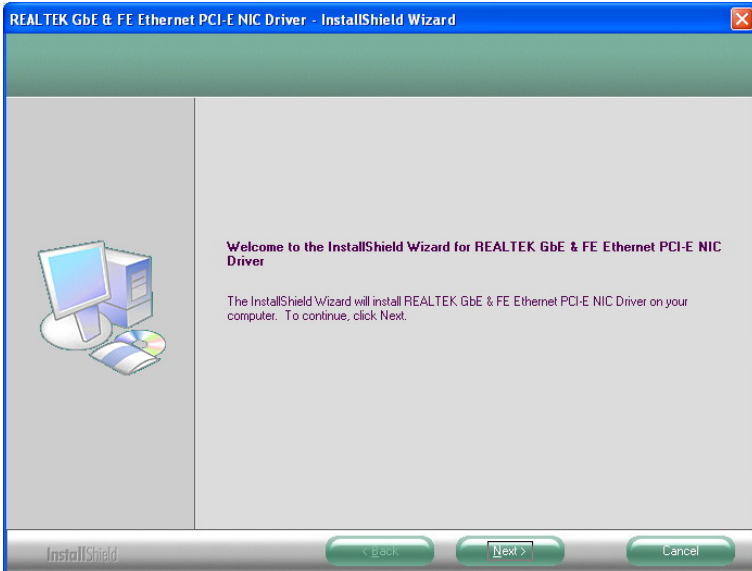 REALTEK GbE & FE Ethernet PCI-E NIC Driver - InstallShield Wizard
Welcome to the InstallShield Wizard for REALTEK GbE & FE Ethernet PCI-E NIC
Driver
The InstallShield Wizard will install REALTEK GbE & FE Ethernet PCI-E NIC Driver on your
computer. To continue, click Next.
InstallShield
< Back
Next >
Cancel